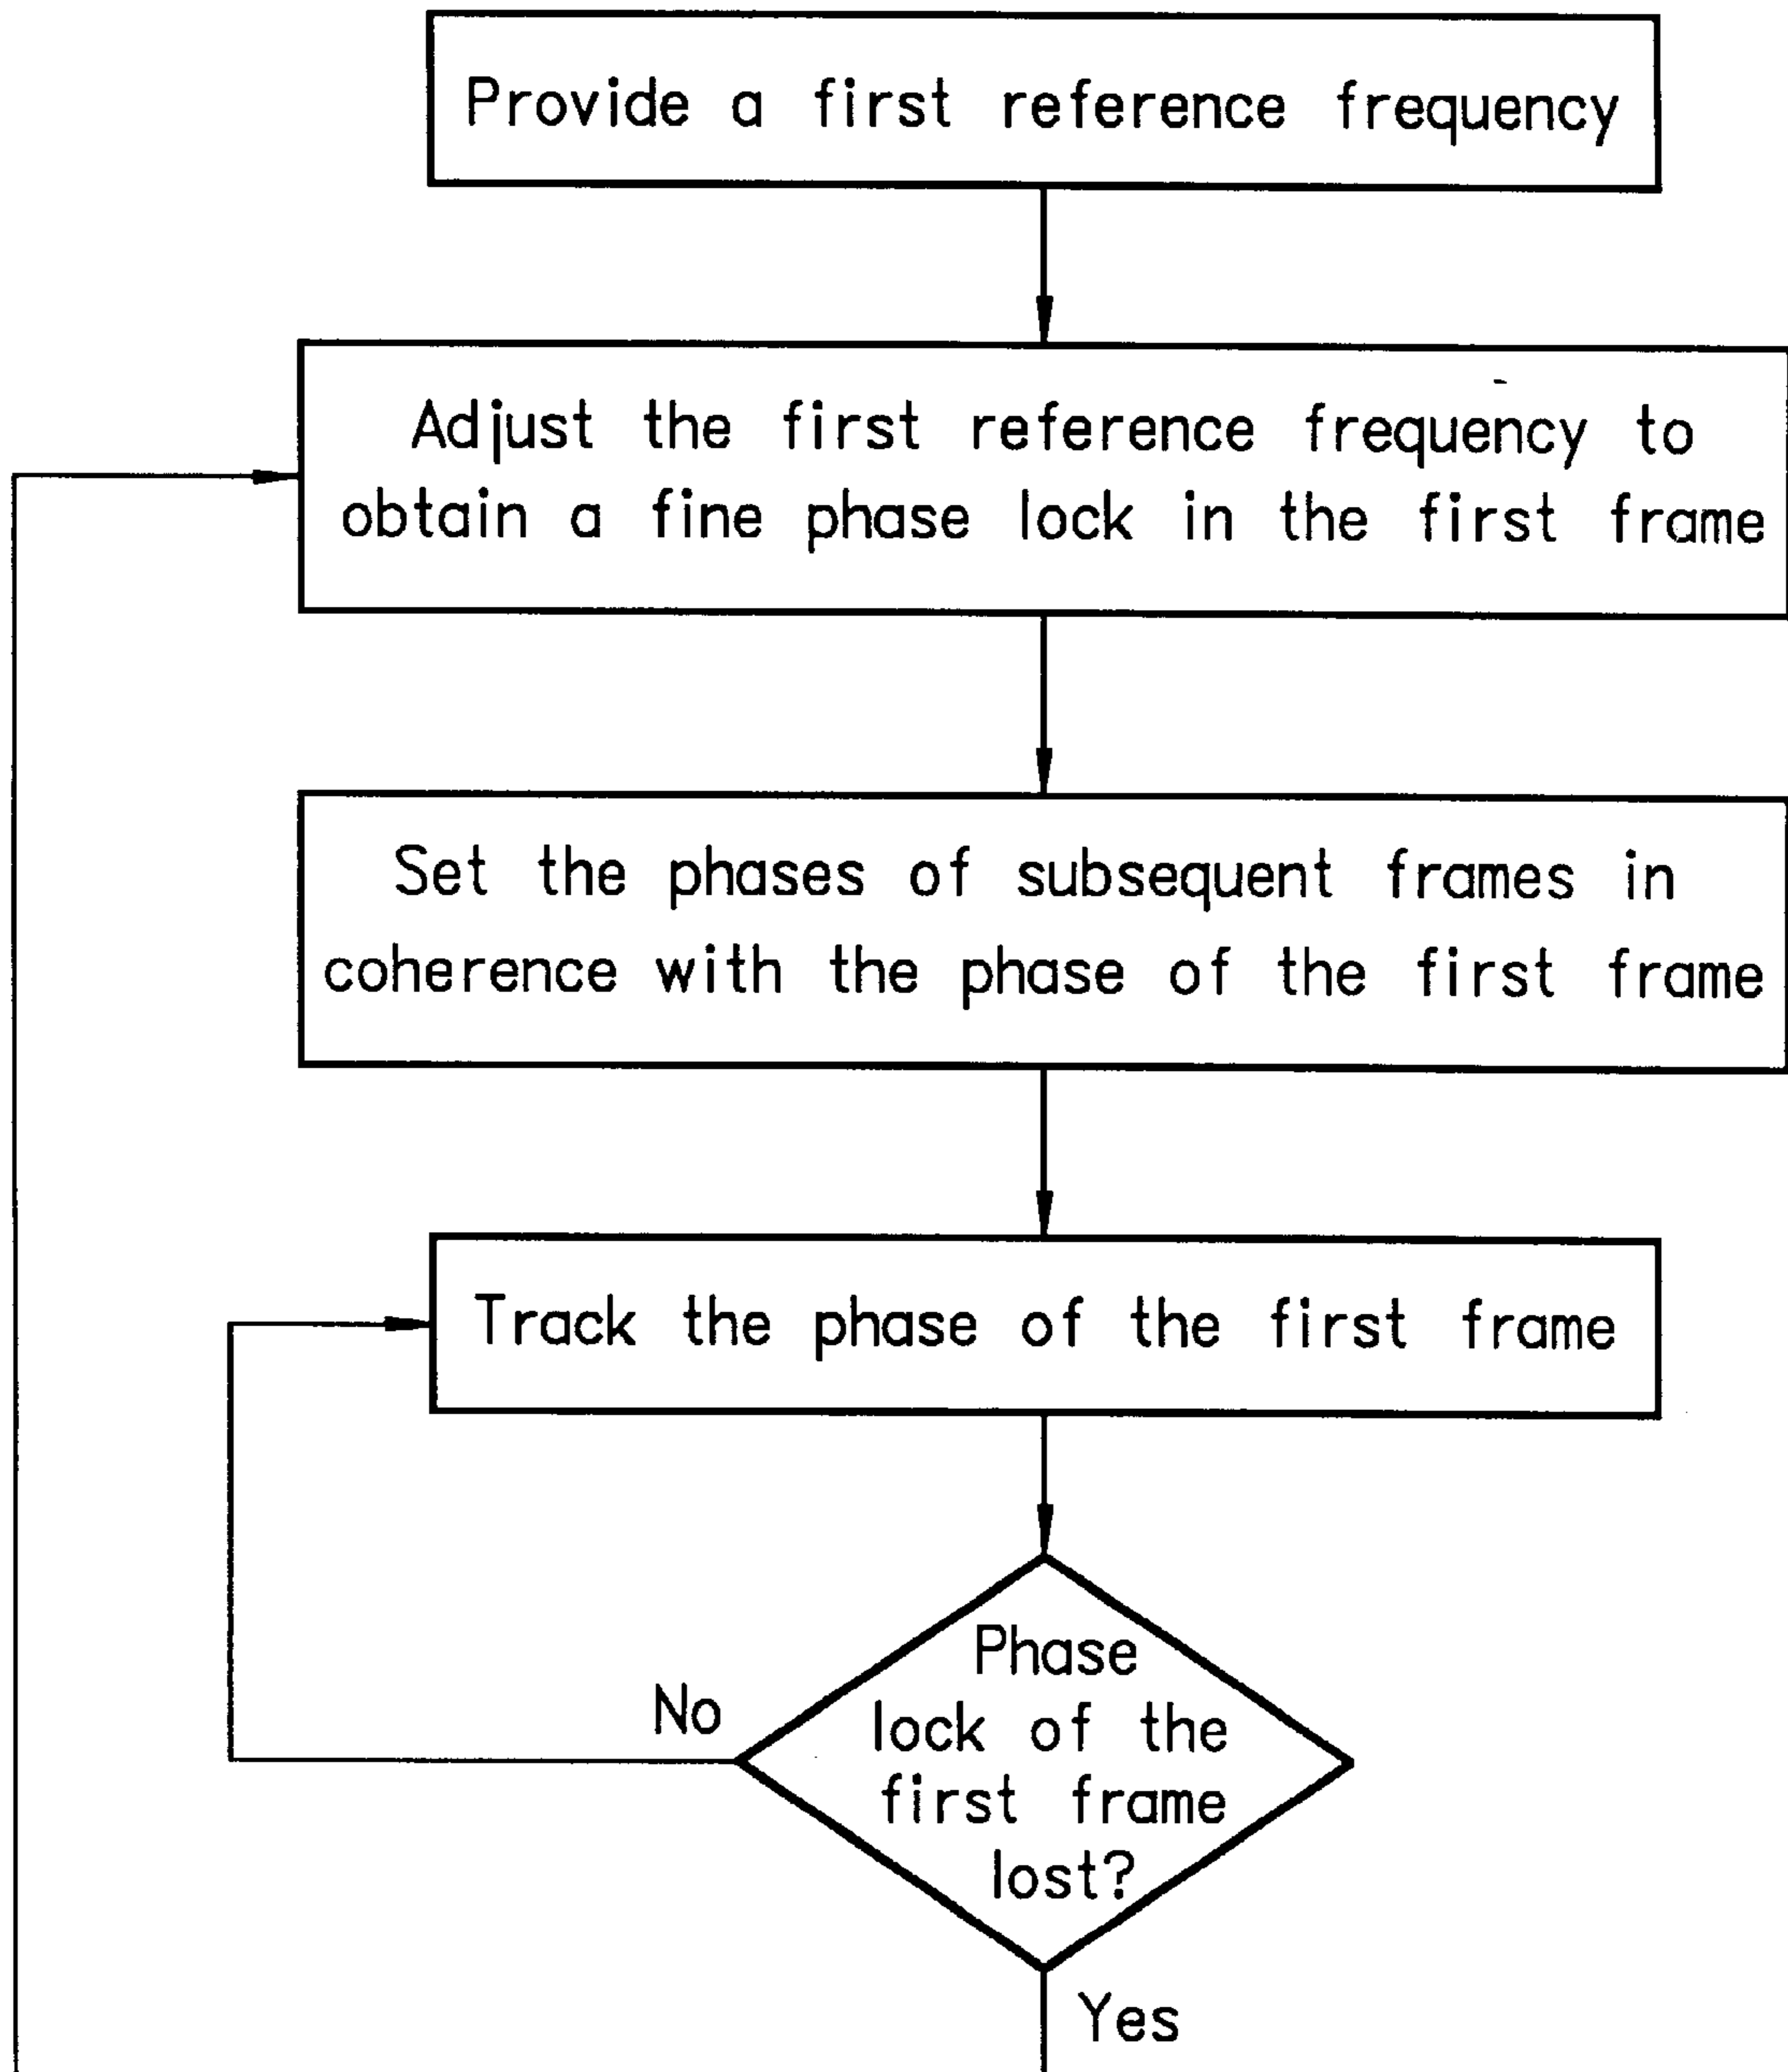 Provide a first reference frequency
Adjust the first reference frequency to
obtain a fine phase lock in the first frame
Set the phases of subsequent frames in
coherence with the phase of the first frame
Track the phase of the first frame
Phase
lock of the
first frame
lost?
No
Yes